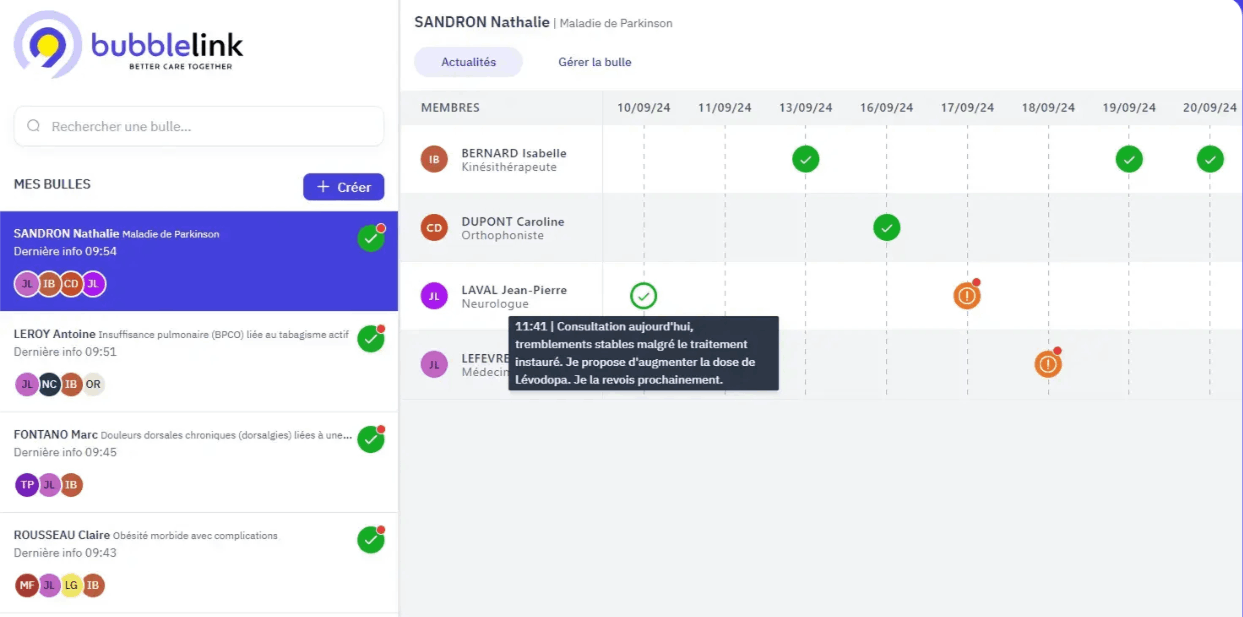 bubblelink
BETTER CARE TOGETHER
Rechercher une bulle...
MES BULLES
+ Créer
SANDRON Nathalie Maladie de Parkinson
Dernière info 09:54
JL IB CD JL
LEROY Antoine Insuffisance pulmonaire (BPCO) liée au tabagisme actif
Dernière info 09:51
JL NC IB OR
FONTANO Marc Douleurs dorsales chroniques (dorsalgies) liées à une...
Dernière info 09:45
TP JL IB
ROUSSEAU Claire Obésité morbide avec complications
Dernière info 09:43
MF JL LG IB
SANDRON Nathalie | Maladie de Parkinson
Actualités Gérer la bulle
MEMBRES 10/09/24 11/09/24 13/09/24 16/09/24 17/09/24 18/09/24 19/09/24 20/09/24
IB BERNARD Isabelle
Kinésithérapeute
CD DUPONT Caroline
Orthophoniste
JL LAVAL Jean-Pierre
Neurologue
11:41 | Consultation aujourd'hui,
tremblements stables malgré le traitement
instauré. Je propose d'augmenter la dose de
Lévodopa. Je la revois prochainement.
JL LEFEVRE
Médecin